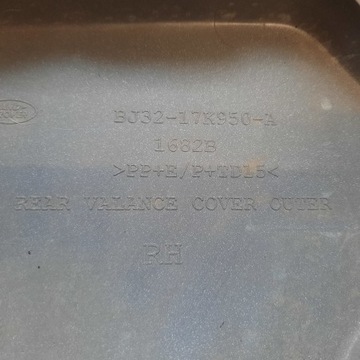 BJ32-17K950-A
1682B
>PP+E/P+TD15<
REAR VALANCE COVER OUTER
RH